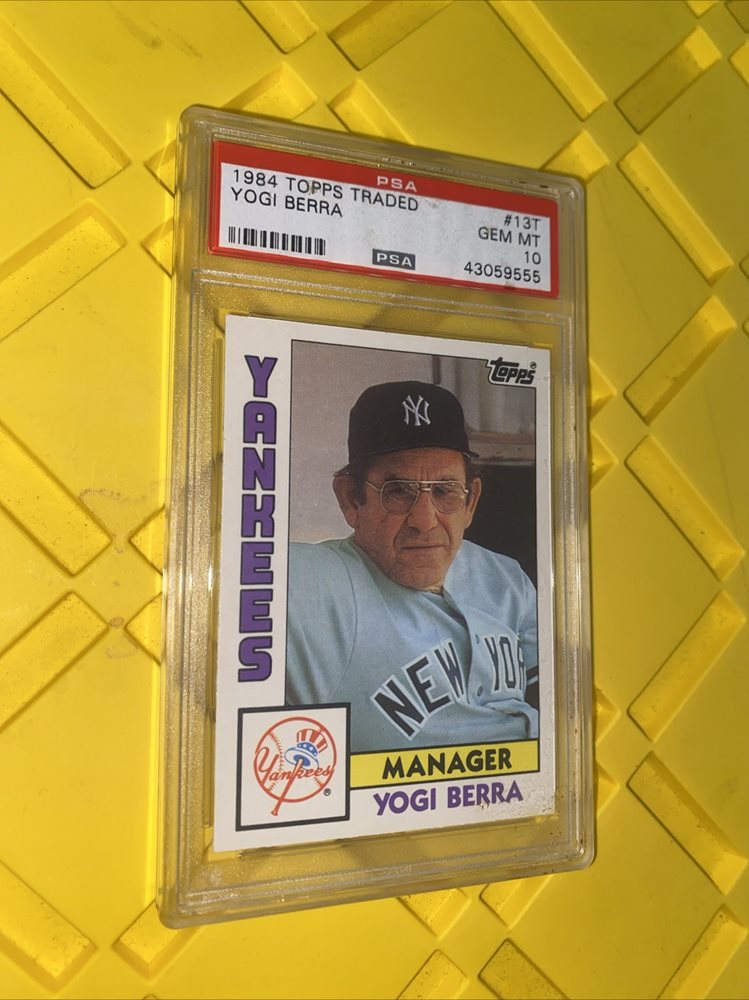 PSA
1984 TOPPS TRADED
YOGI BERRA
#13T
GEM MT
10
43059555
PSA
topps®
YANKEES
NY
NEW YOR
Yankees
®
MANAGER
YOGI BERRA